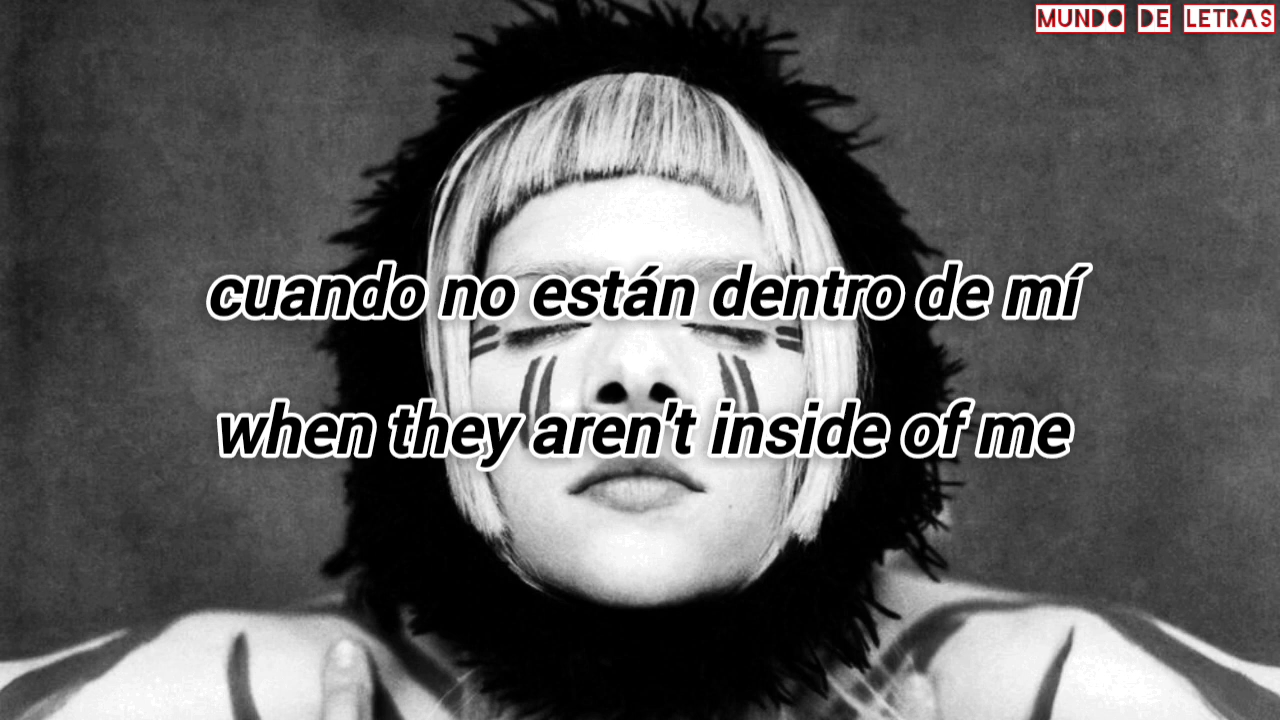 MUNDO DE LETRAS
cuando no están dentro de mí
when they aren't inside of me